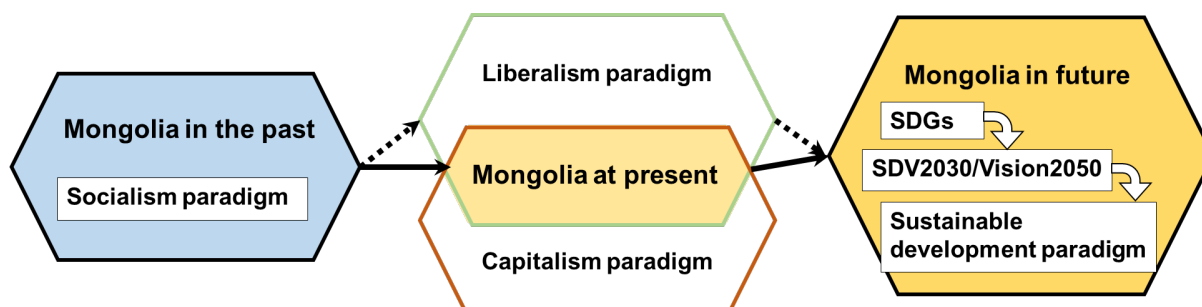 Mongolia in the past
Socialism paradigm
Liberalism paradigm
Mongolia at present
Capitalism paradigm
Mongolia in future
SDGs
SDV2030/Vision2050
Sustainable
development paradigm